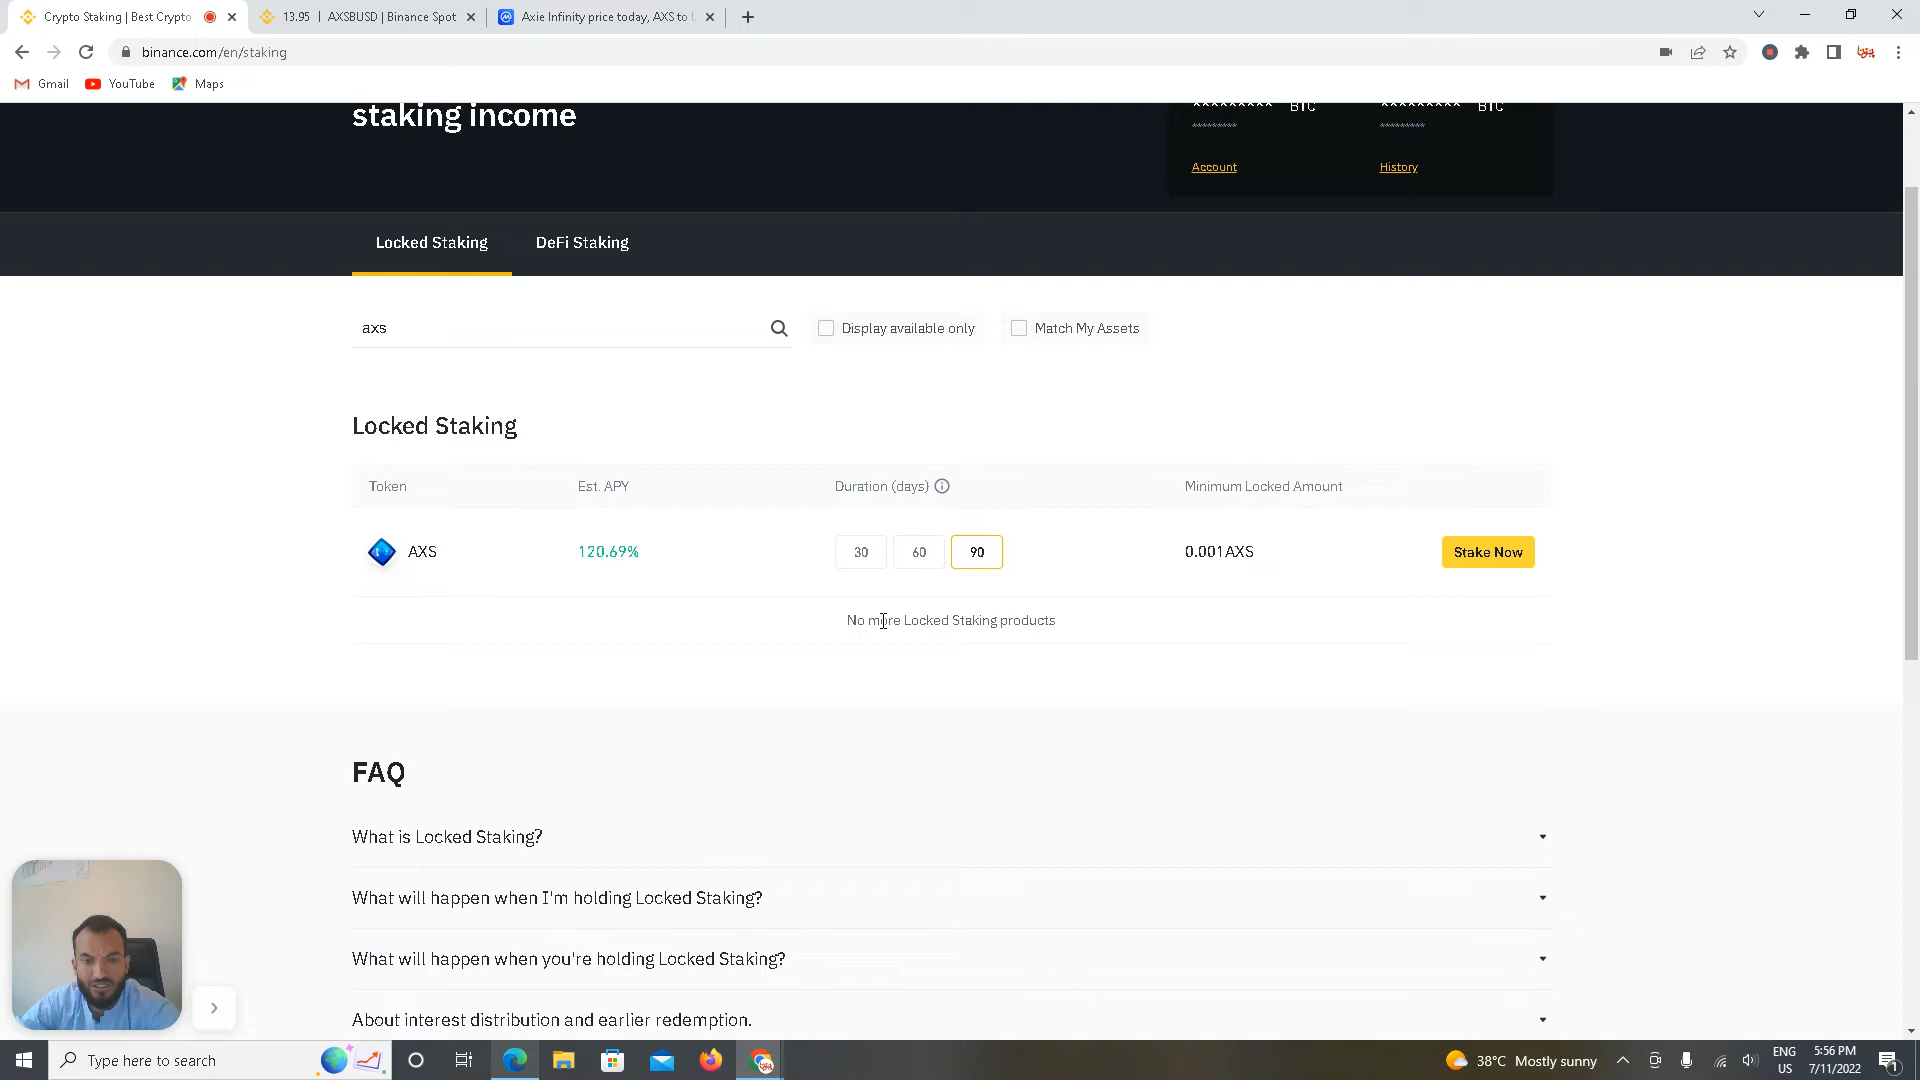 Crypto Staking | Best Crypto
13.95 | AXSBUSD | Binance Spot
Axie Infinity price today, AXS to
binance.com/en/staking
Gmail
YouTube
Maps
staking income
********* BTC
********* BTC
*********
*********
Account
History
Locked Staking
DeFi Staking
axs
Display available only
Match My Assets
Locked Staking
Token
Est. APY
Duration (days)
Minimum Locked Amount
AXS
120.69%
30
60
90
0.001AXS
Stake Now
No more Locked Staking products
FAQ
What is Locked Staking?
What will happen when I'm holding Locked Staking?
What will happen when you're holding Locked Staking?
About interest distribution and earlier redemption.
Type here to search
38°C Mostly sunny
ENG
US
5:56 PM
7/11/2022
1